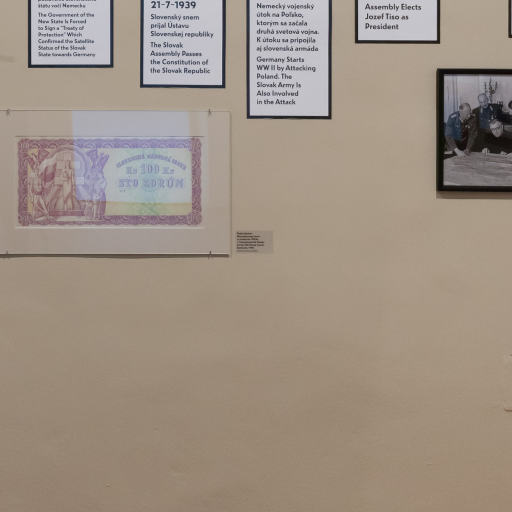 štátu voči Nemecku
The Government of the
New State Is Forced
to Sign a "Treaty of
Protection" Which
Confirmed the Satellite
Status of the Slovak
State towards Germany
21-7-1939
Slovenský snem
prijal Ústavu
Slovenskej republiky
The Slovak
Assembly Passes
the Constitution of
the Slovak Republic
Nemecký vojenský
útok na Poľsko,
ktorým sa začala
druhá svetová vojna.
K útoku sa pripojila
aj slovenská armáda
Germany Starts
WW II by Attacking
Poland. The
Slovak Army Is
Also Involved
in the Attack
Assembly Elects
Jozef Tiso as
President
SLOVENSKÁ NÁRODNÁ BANKA
Ks 100 Ks
STO KORÚN